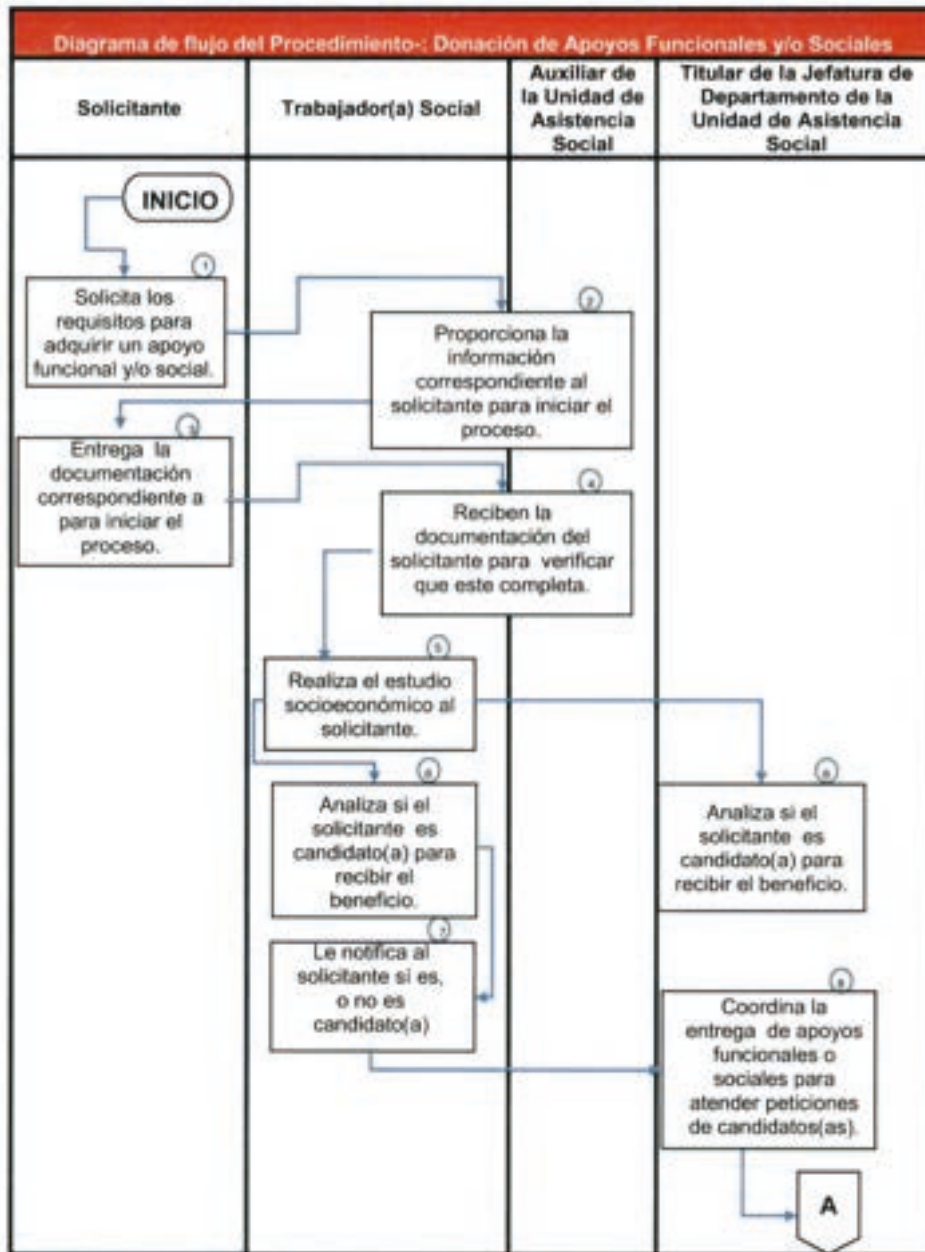 Diagrama de flujo del Procedimiento-: Donación de Apoyos Funcionales y/o Sociales
Solicitante
Trabajador(a) Social
Auxiliar de
la Unidad de
Asistencia
Social
Titular de la Jefatura de
Departamento de la
Unidad de Asistencia
Social
INICIO
1
Solicita los
requisitos para
adquirir un apoyo
funcional y/o social.
2
Proporciona la
información
correspondiente al
solicitante para iniciar el
proceso.
3
Entrega la
documentación
correspondiente a
para iniciar el
proceso.
4
Reciben la
documentación del
solicitante para verificar
que este completa.
5
Realiza el estudio
socioeconómico al
solicitante.
6
Analiza si el
solicitante es
candidato(a) para
recibir el
beneficio.
6
Analiza si el
solicitante es
candidato(a) para
recibir el beneficio.
7
Le notifica al
solicitante si es,
o no es
candidato(a)
8
Coordina la
entrega de apoyos
funcionales o
sociales para
atender peticiones
de candidatos(as).
A